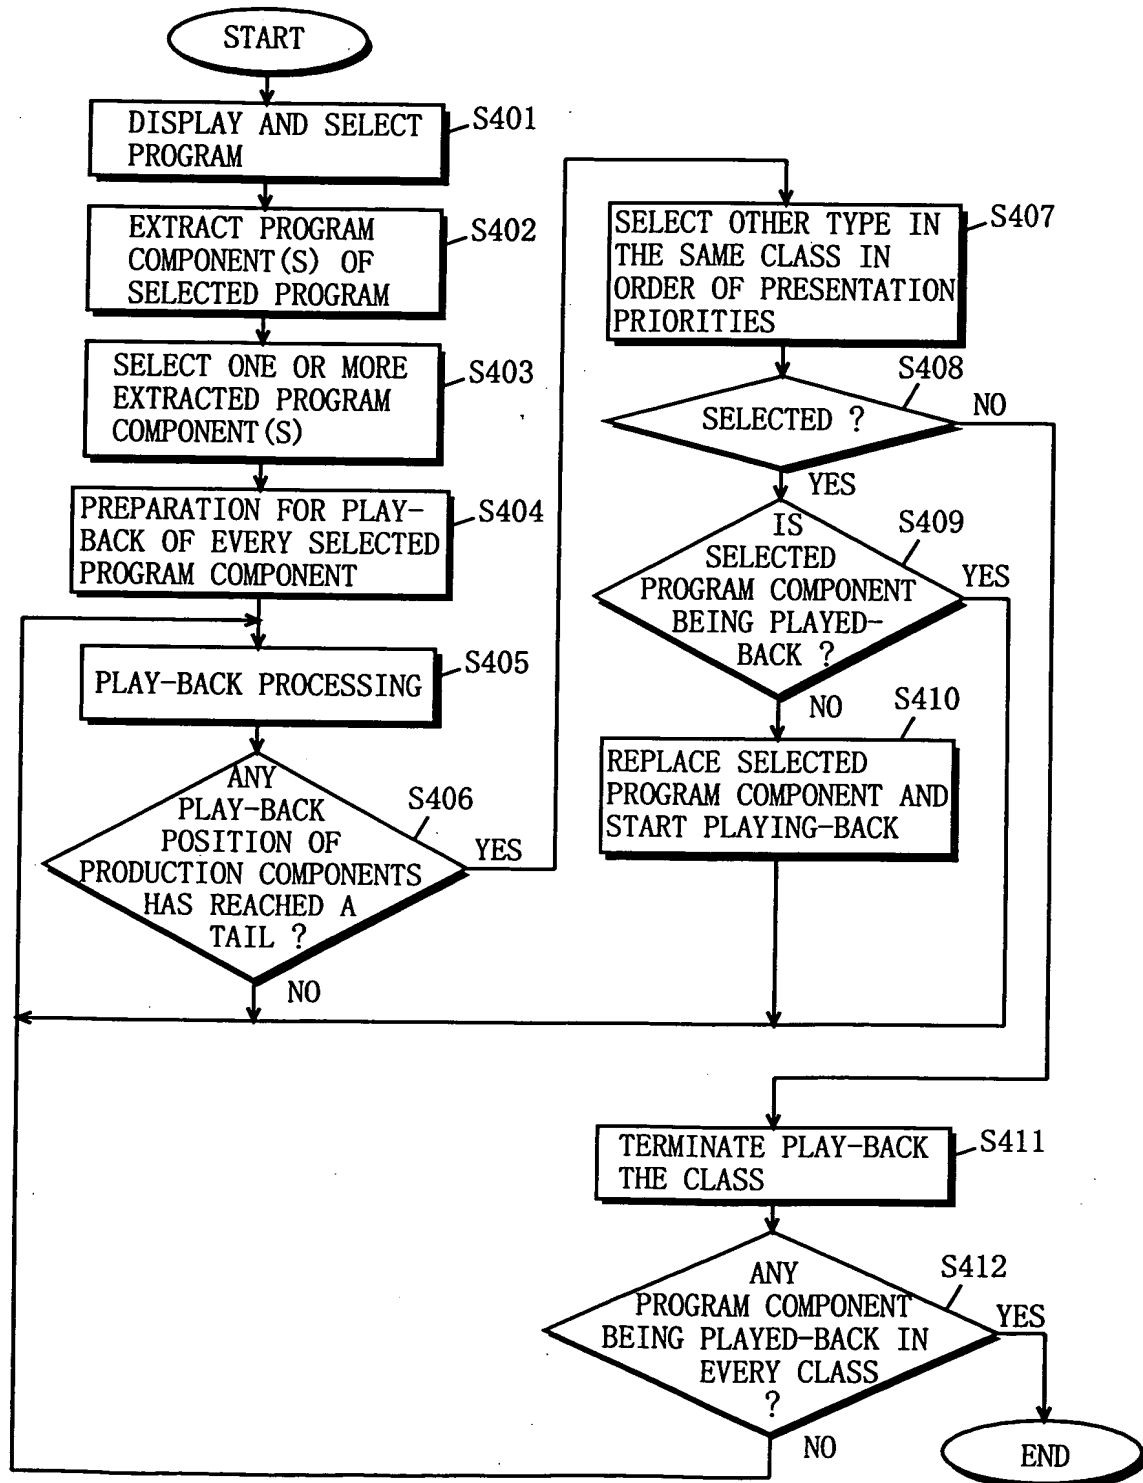 START
DISPLAY AND SELECT
PROGRAM
S401
EXTRACT PROGRAM
COMPONENT(S) OF
SELECTED PROGRAM
S402
SELECT ONE OR MORE
EXTRACTED PROGRAM
COMPONENT(S)
S403
PREPARATION FOR PLAY-
BACK OF EVERY SELECTED
PROGRAM COMPONENT
S404
PLAY-BACK PROCESSING
S405
ANY
PLAY-BACK
POSITION OF
PRODUCTION COMPONENTS
HAS REACHED A
TAIL ?
S406
YES
NO
SELECT OTHER TYPE IN
THE SAME CLASS IN
ORDER OF PRESENTATION
PRIORITIES
S407
SELECTED ?
S408
NO
YES
IS
SELECTED
PROGRAM COMPONENT
BEING PLAYED-
BACK ?
S409
YES
NO
REPLACE SELECTED
PROGRAM COMPONENT AND
START PLAYING-BACK
S410
TERMINATE PLAY-BACK
THE CLASS
S411
ANY
PROGRAM COMPONENT
BEING PLAYED-BACK IN
EVERY CLASS
?
S412
YES
NO
END